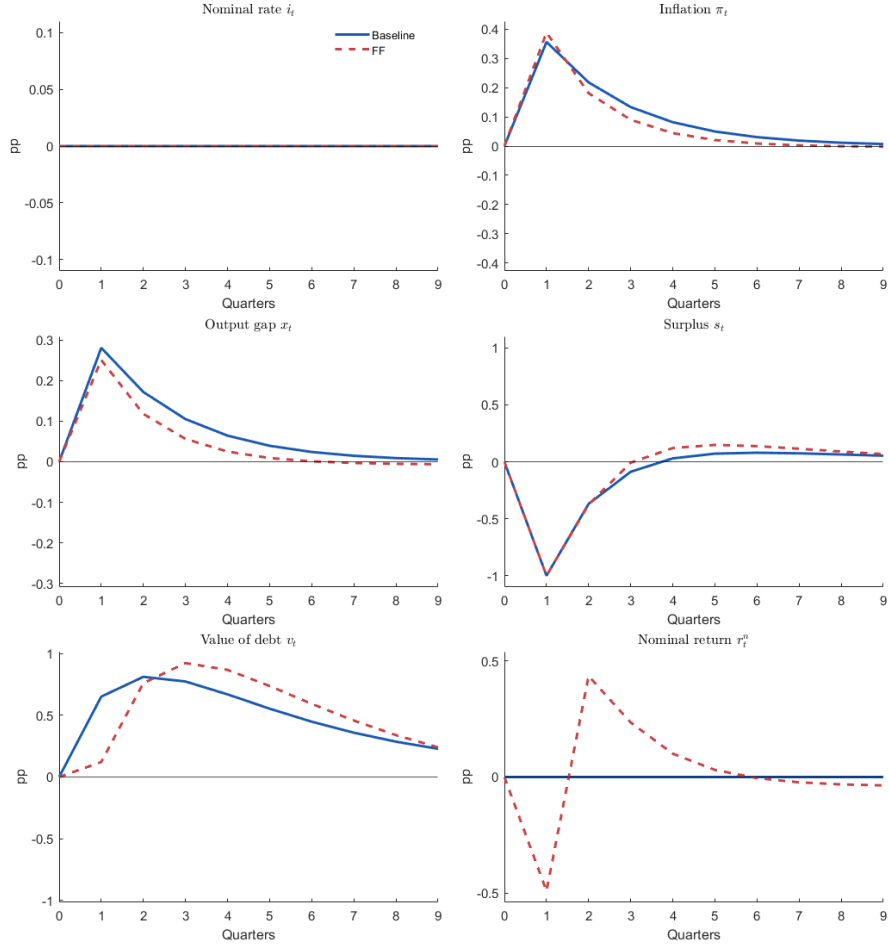 Nominal rate i_t
0.1
0.05
0
-0.05
-0.1
pp
0 1 2 3 4 5 6 7 8 9
Quarters
Baseline
FF
Inflation π_t
0.4
0.3
0.2
0.1
0
-0.1
-0.2
-0.3
-0.4
pp
0 1 2 3 4 5 6 7 8 9
Quarters
Output gap x_t
0.3
0.2
0.1
0
-0.1
-0.2
-0.3
pp
0 1 2 3 4 5 6 7 8 9
Quarters
Surplus s_t
1
0.5
0
-0.5
-1
pp
0 1 2 3 4 5 6 7 8 9
Quarters
Value of debt v_t
1
0.5
0
-0.5
-1
pp
0 1 2 3 4 5 6 7 8 9
Quarters
Nominal return r_t^n
0.5
0
-0.5
pp
0 1 2 3 4 5 6 7 8 9
Quarters